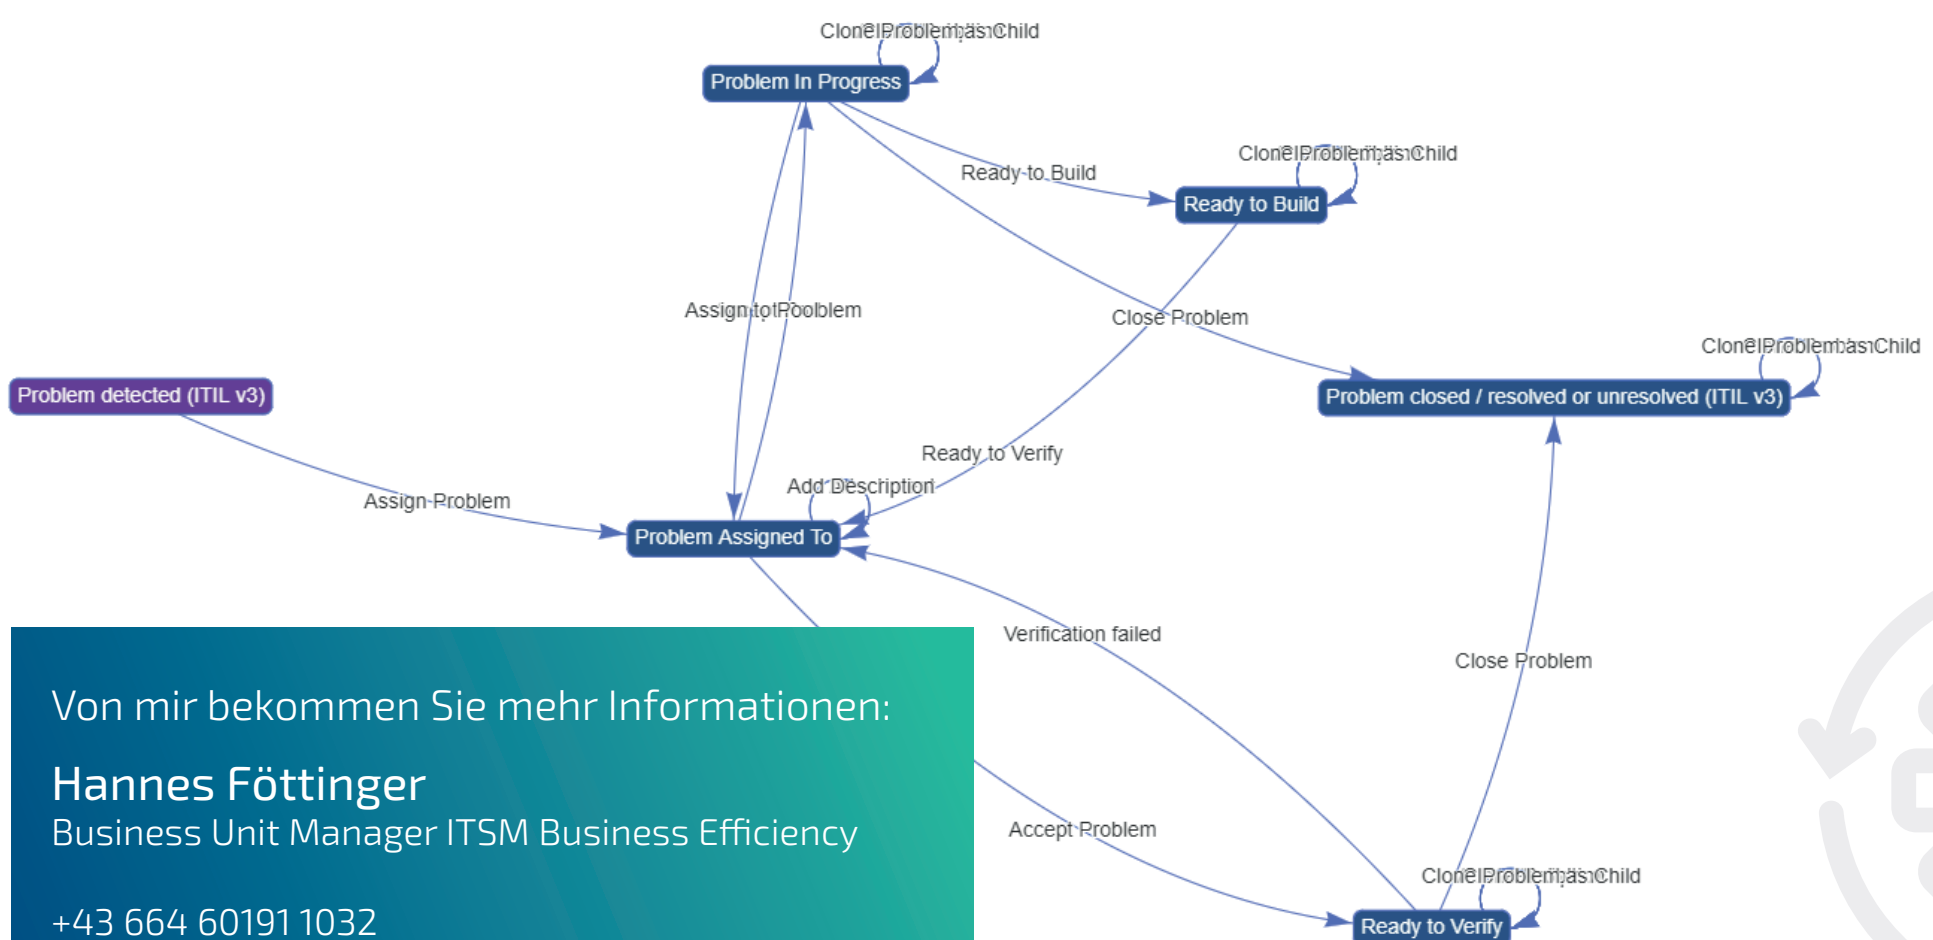 Clone Problem as Child
Problem In Progress
Clone Problem as Child
Ready to Build
Ready to Build
Assign to Pool
Close Problem
Clone Problem as Child
Problem detected (ITIL v3)
Problem closed / resolved or unresolved (ITIL v3)
Ready to Verify
Add Description
Assign Problem
Problem Assigned To
Verification failed
Close Problem
Von mir bekommen Sie mehr Informationen:
Hannes Föttinger
Business Unit Manager ITSM Business Efficiency
Accept Problem
Clone Problem as Child
+43 664 60191 1032
Ready to Verify